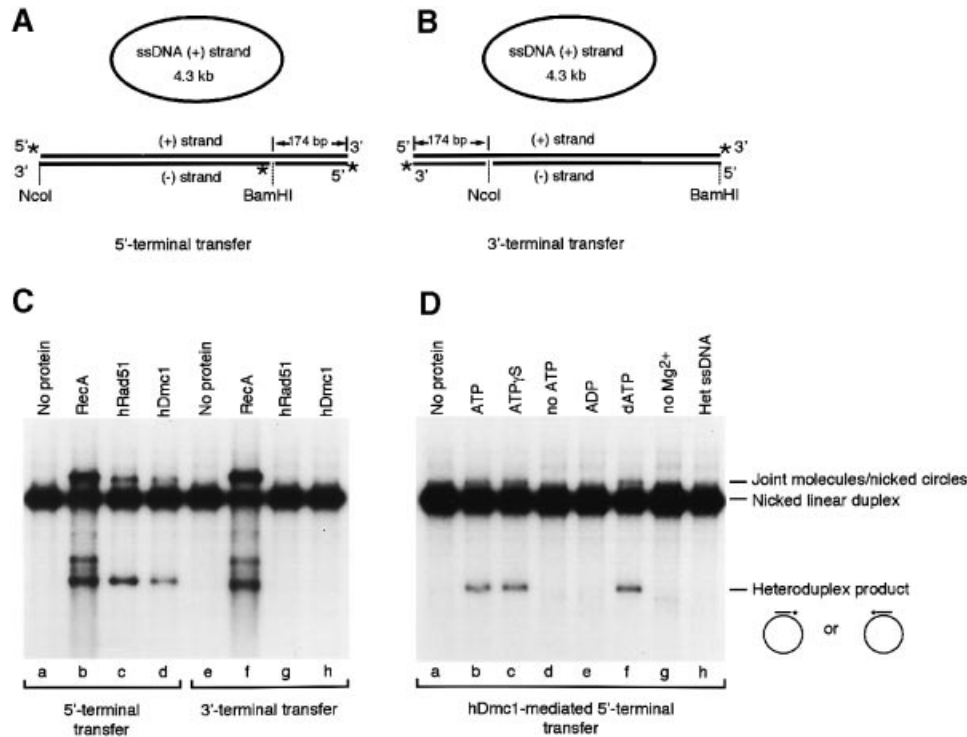 A
ssDNA (+) strand
4.3 kb
5' *
(+) strand
174 bp
3'
3'
(-) strand
*
5'
*
NcoI
BamHI
5'-terminal transfer
B
ssDNA (+) strand
4.3 kb
5'
174 bp
(+) strand
* 3'
*
3'
(-) strand
5'
NcoI
BamHI
3'-terminal transfer
C
No protein
RecA
hRad51
hDmc1
No protein
RecA
hRad51
hDmc1
a b c d e f g h
5'-terminal
transfer
3'-terminal transfer
D
No protein
ATP
ATPγS
no ATP
ADP
dATP
no Mg2+
Het ssDNA
Joint molecules/nicked circles
Nicked linear duplex
Heteroduplex product
or
a b c d e f g h
hDmc1-mediated 5'-terminal
transfer